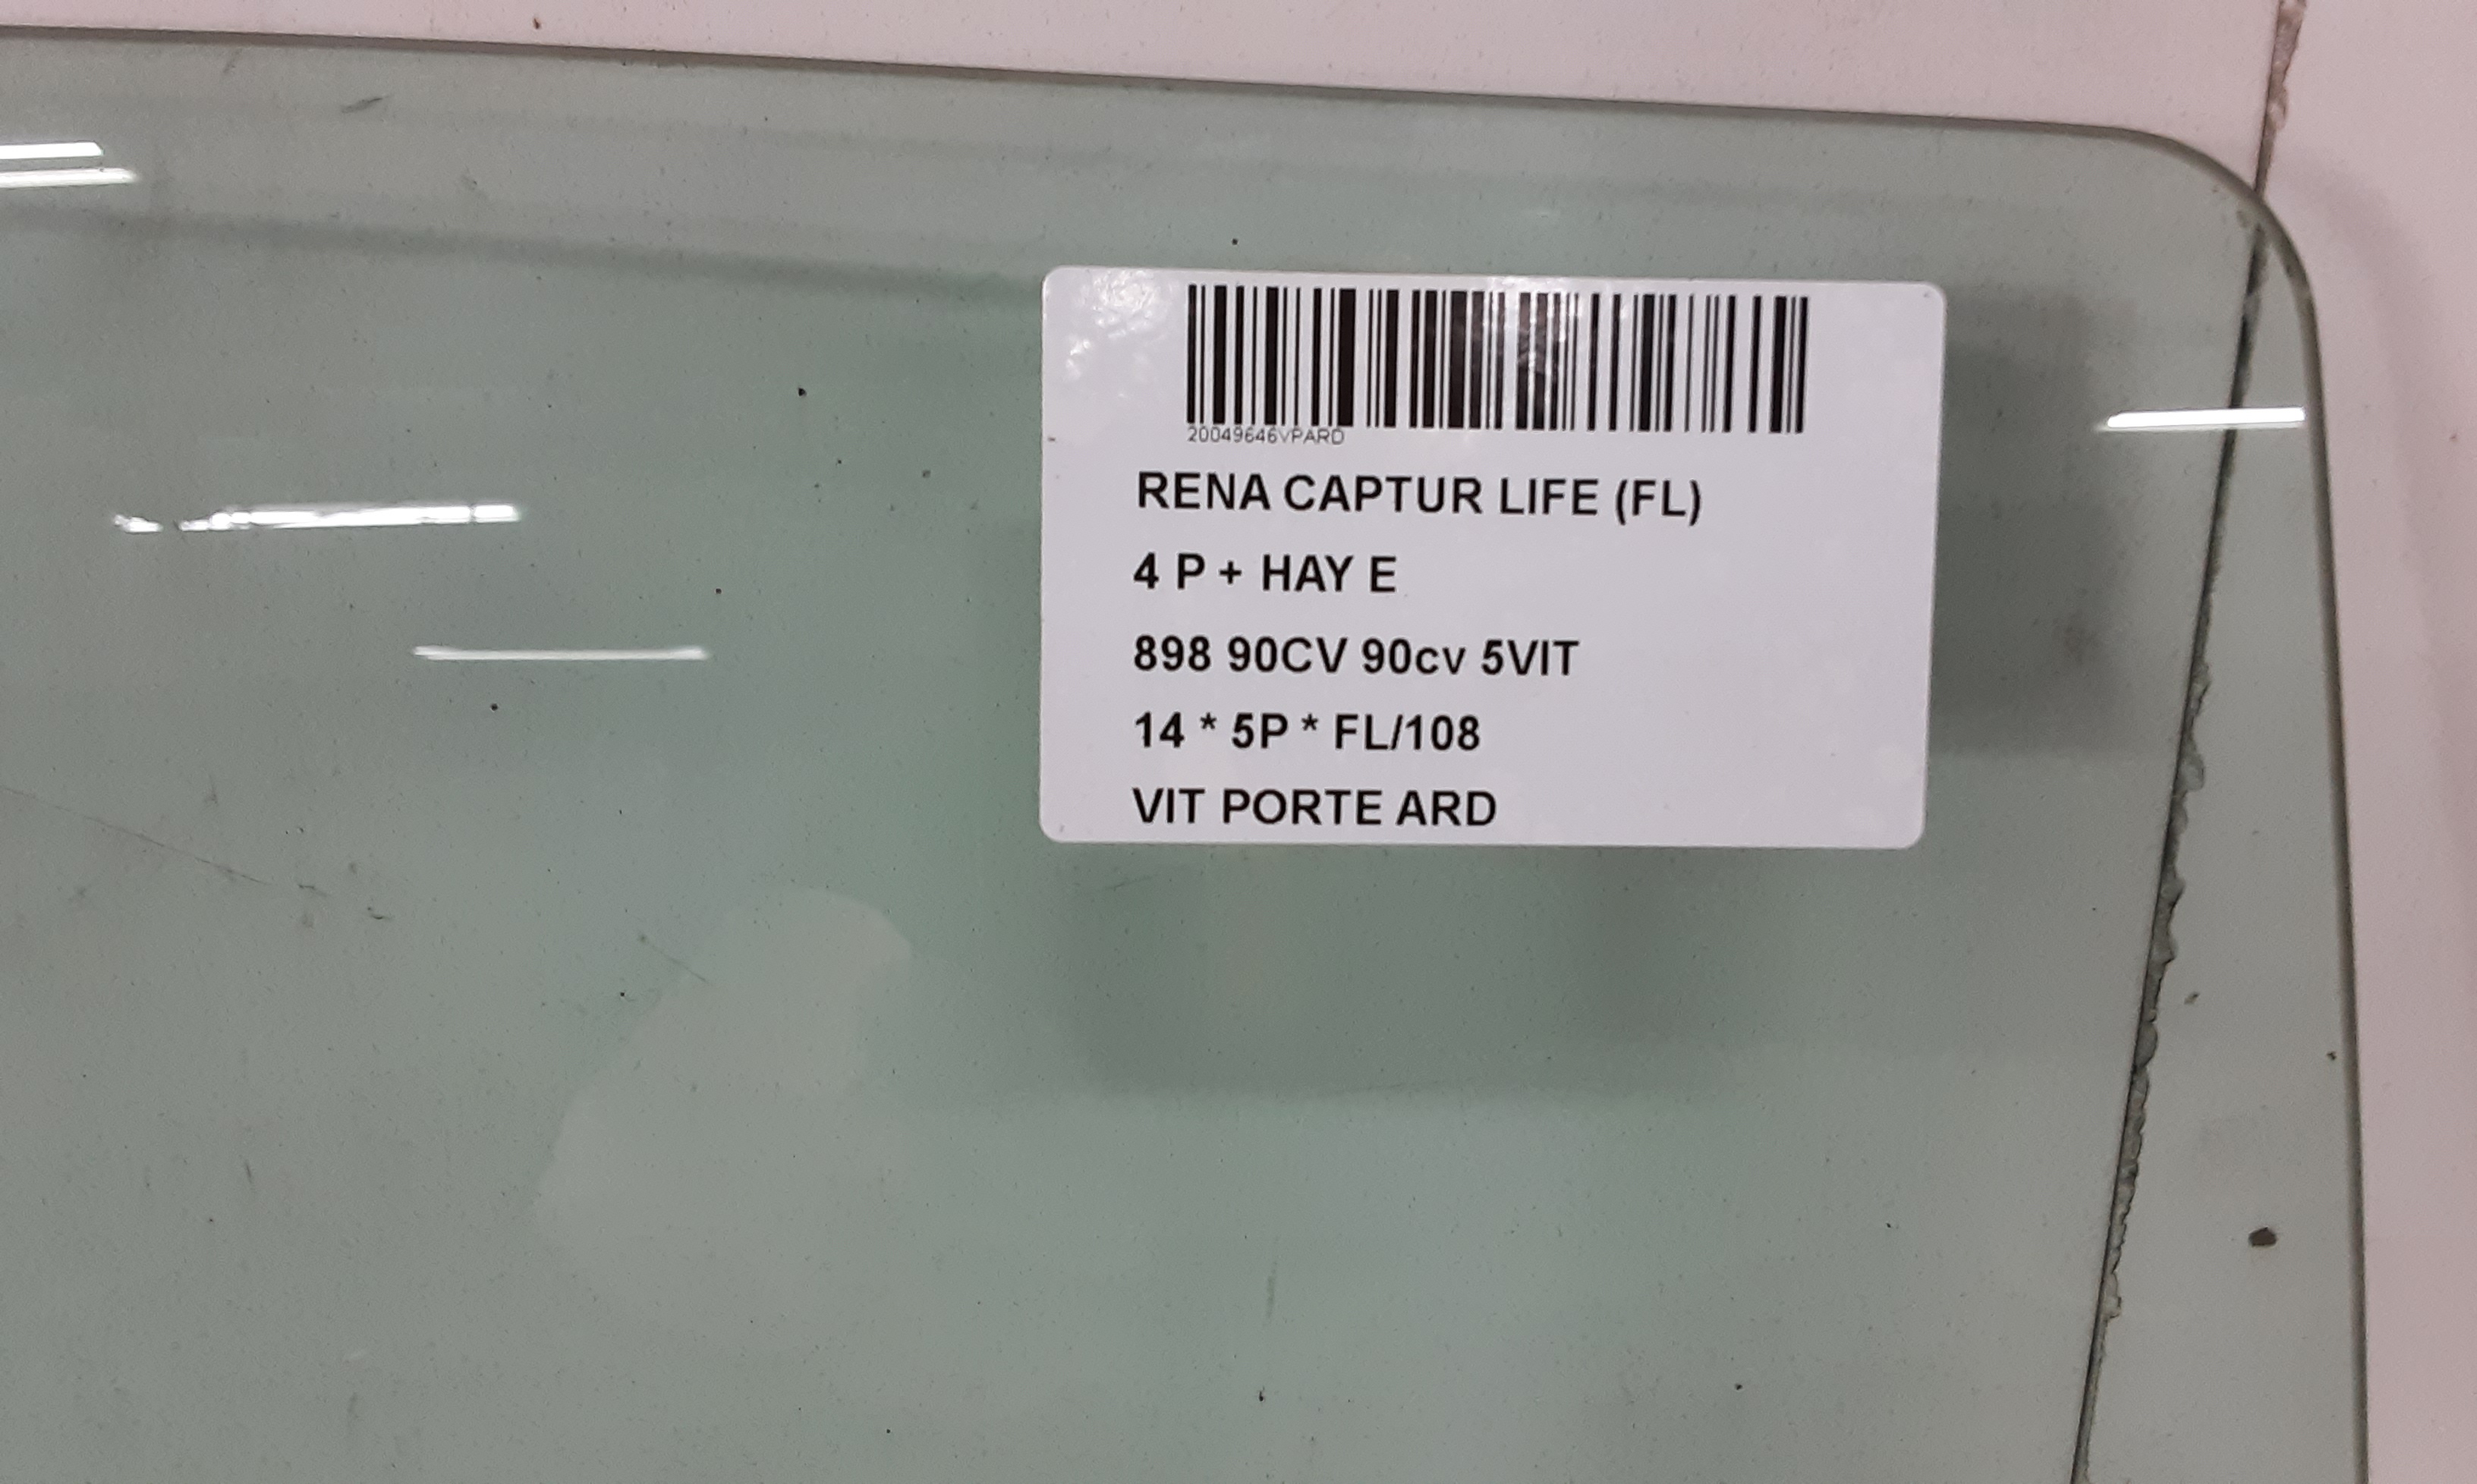 20049646VPARD
RENA CAPTUR LIFE (FL)
4 P + HAY E
898 90CV 90cv 5VIT
14 * 5P * FL/108
VIT PORTE ARD